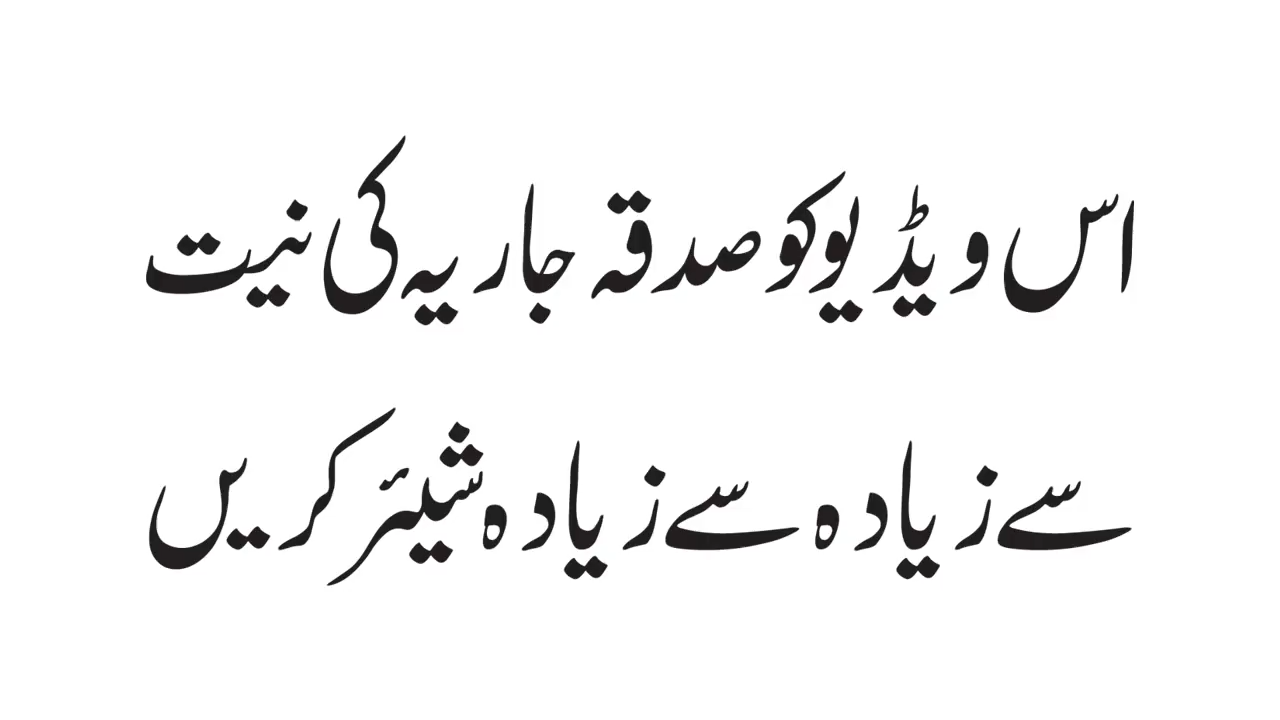 اس ویڈیو کو صدقہ جاریہ کی نیت
سے زیادہ سے زیادہ شیئر کریں